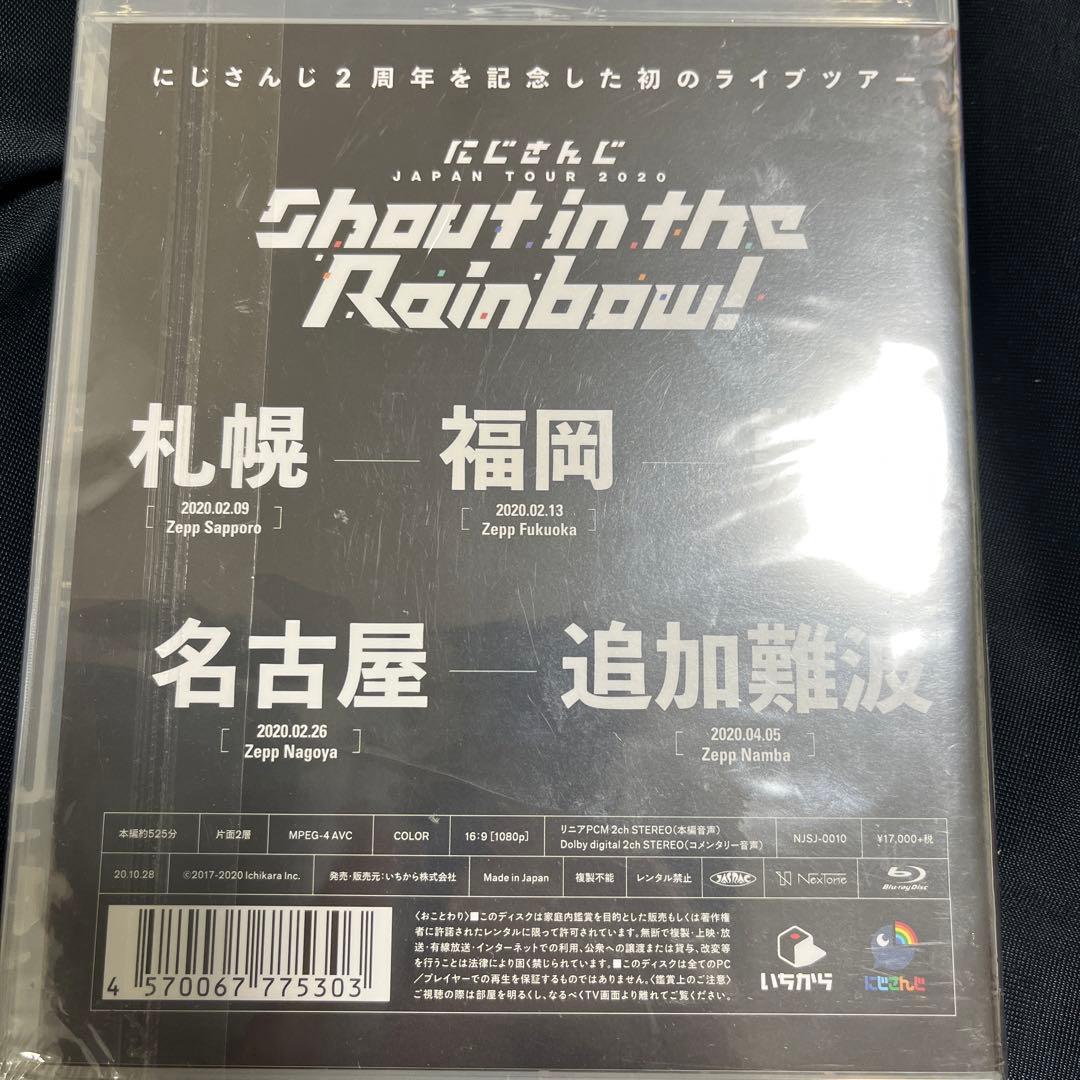 にじさんじ2周年を記念した初のライブツアー
にじさんじ
JAPAN TOUR 2020
Shout in the
Rainbow!
札幌
2020.02.09
Zepp Sapporo
福岡
2020.02.13
Zepp Fukuoka
名古屋
2020.02.26
Zepp Nagoya
追加難波
2020.04.05
Zepp Namba
本編約525分
片面2層
MPEG-4 AVC
COLOR
16:9 [1080p]
リニアPCM 2ch STEREO(本編音声)
Dolby digital 2ch STEREO(コメンタリー音声)
NJSJ-0010
¥17,000+税
20.10.28
©2017-2020 Ichikara Inc.
発売・販売元:いちから株式会社
Made in Japan
複製不能
レンタル禁止
JASRAC
NexTone
Blu-ray Disc
4 570067 775303
〈おことわり〉■このディスクは家庭内鑑賞を目的とした販売もしくは著作権
者に許諾されたレンタルに限って許可されています。無断で複製・上映・放
送・有線放送・インターネットでの利用、公衆への譲渡または貸与、改変等
を行うことは法律により固く禁じられています。■このディスクは全てのPC
/プレイヤーでの再生を保証するものではありません。〈鑑賞上のご注意〉
ご視聴の際は部屋を明るくし、なるべくTV画面より離れてご覧ください。
いちから
にじさんじ